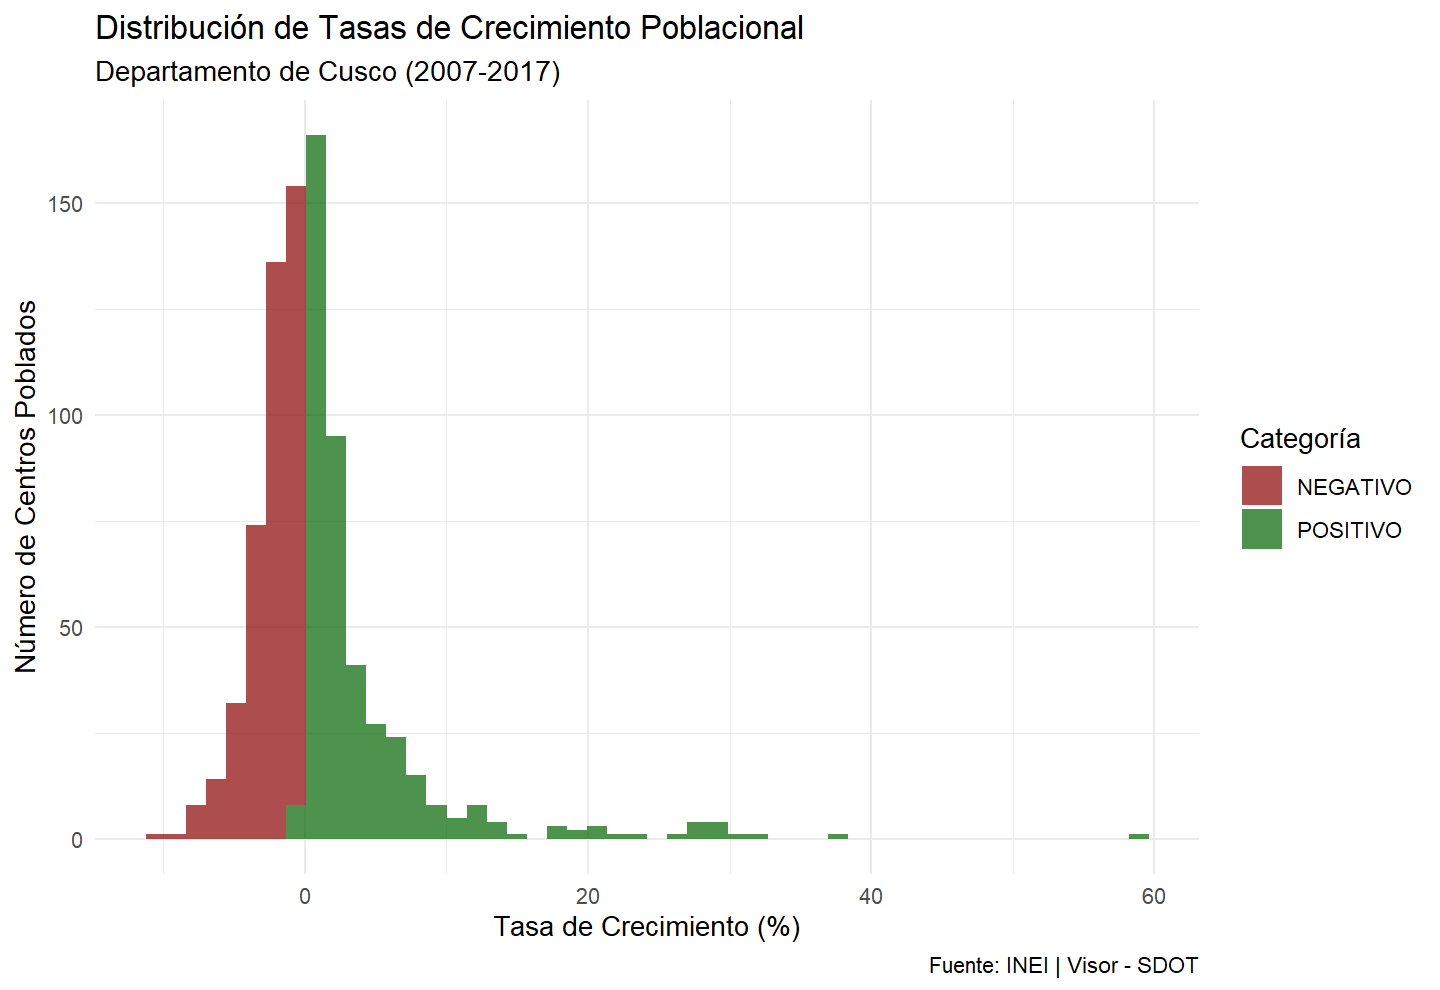 Distribución de Tasas de Crecimiento Poblacional
Departamento de Cusco (2007-2017)
Número de Centros Poblados
150
100
50
0
0 20 40 60
Tasa de Crecimiento (%)
Categoría
NEGATIVO
POSITIVO
Fuente: INEI | Visor - SDOT